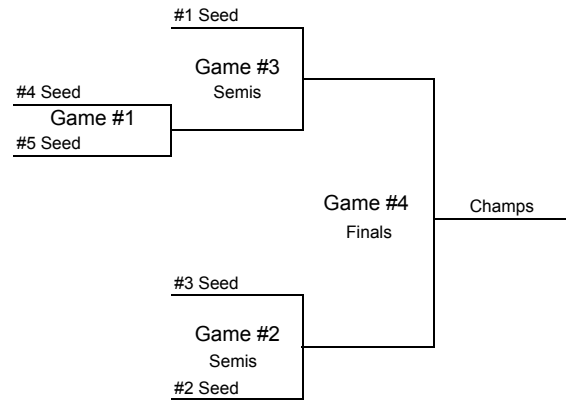 #1 Seed
Game #3
Semis
#4 Seed
Game #1
#5 Seed
Game #4
Finals
Champs
#3 Seed
Game #2
Semis
#2 Seed